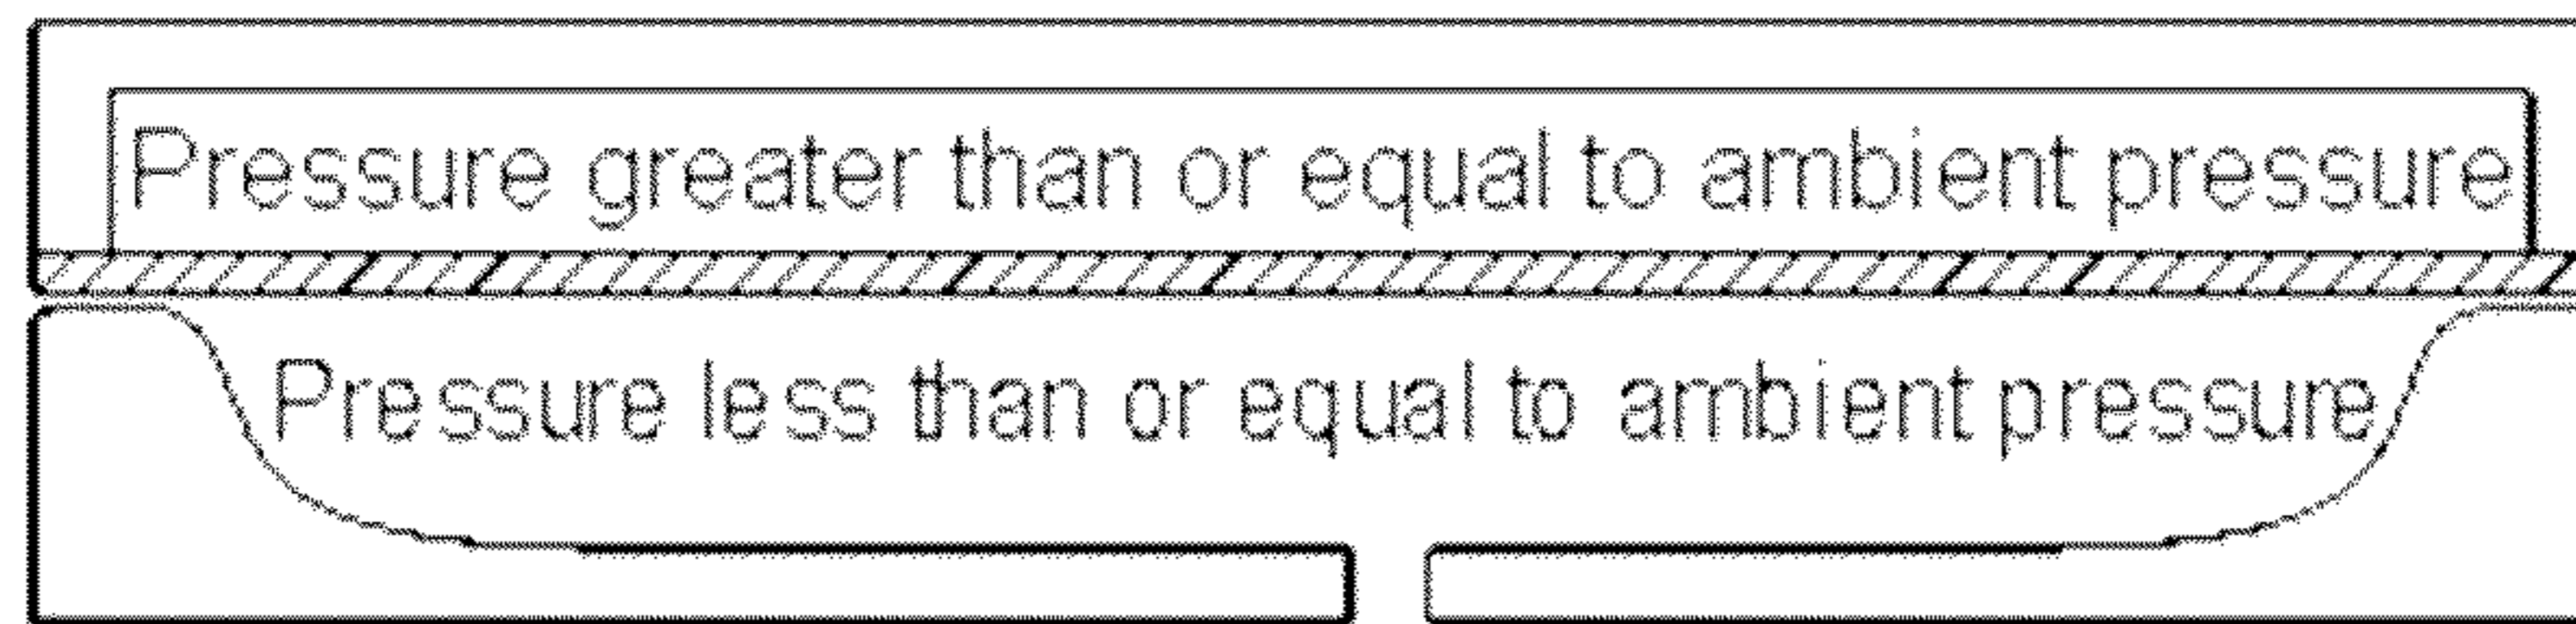 Pressure greater than or equal to ambient pressure
Pressure less than or equal to ambient pressure